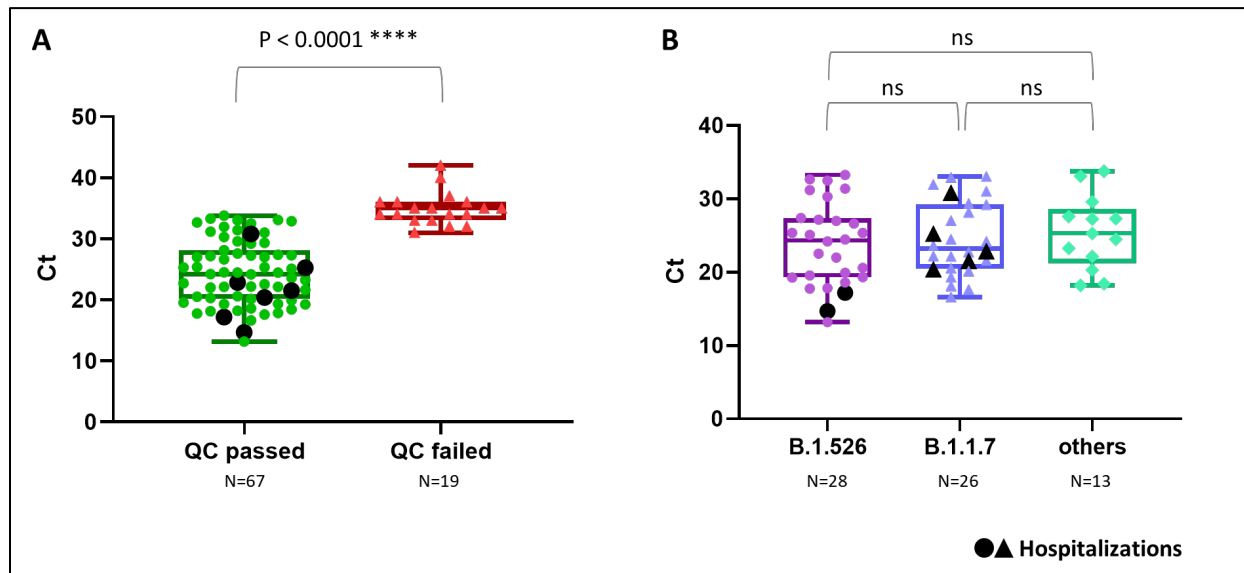 A
P < 0.0001 ****
Ct
50
40
30
20
10
0
QC passed
QC failed
N=67
N=19
B
ns
ns
ns
Ct
40
30
20
10
0
B.1.526
B.1.1.7
others
N=28
N=26
N=13
Hospitalizations